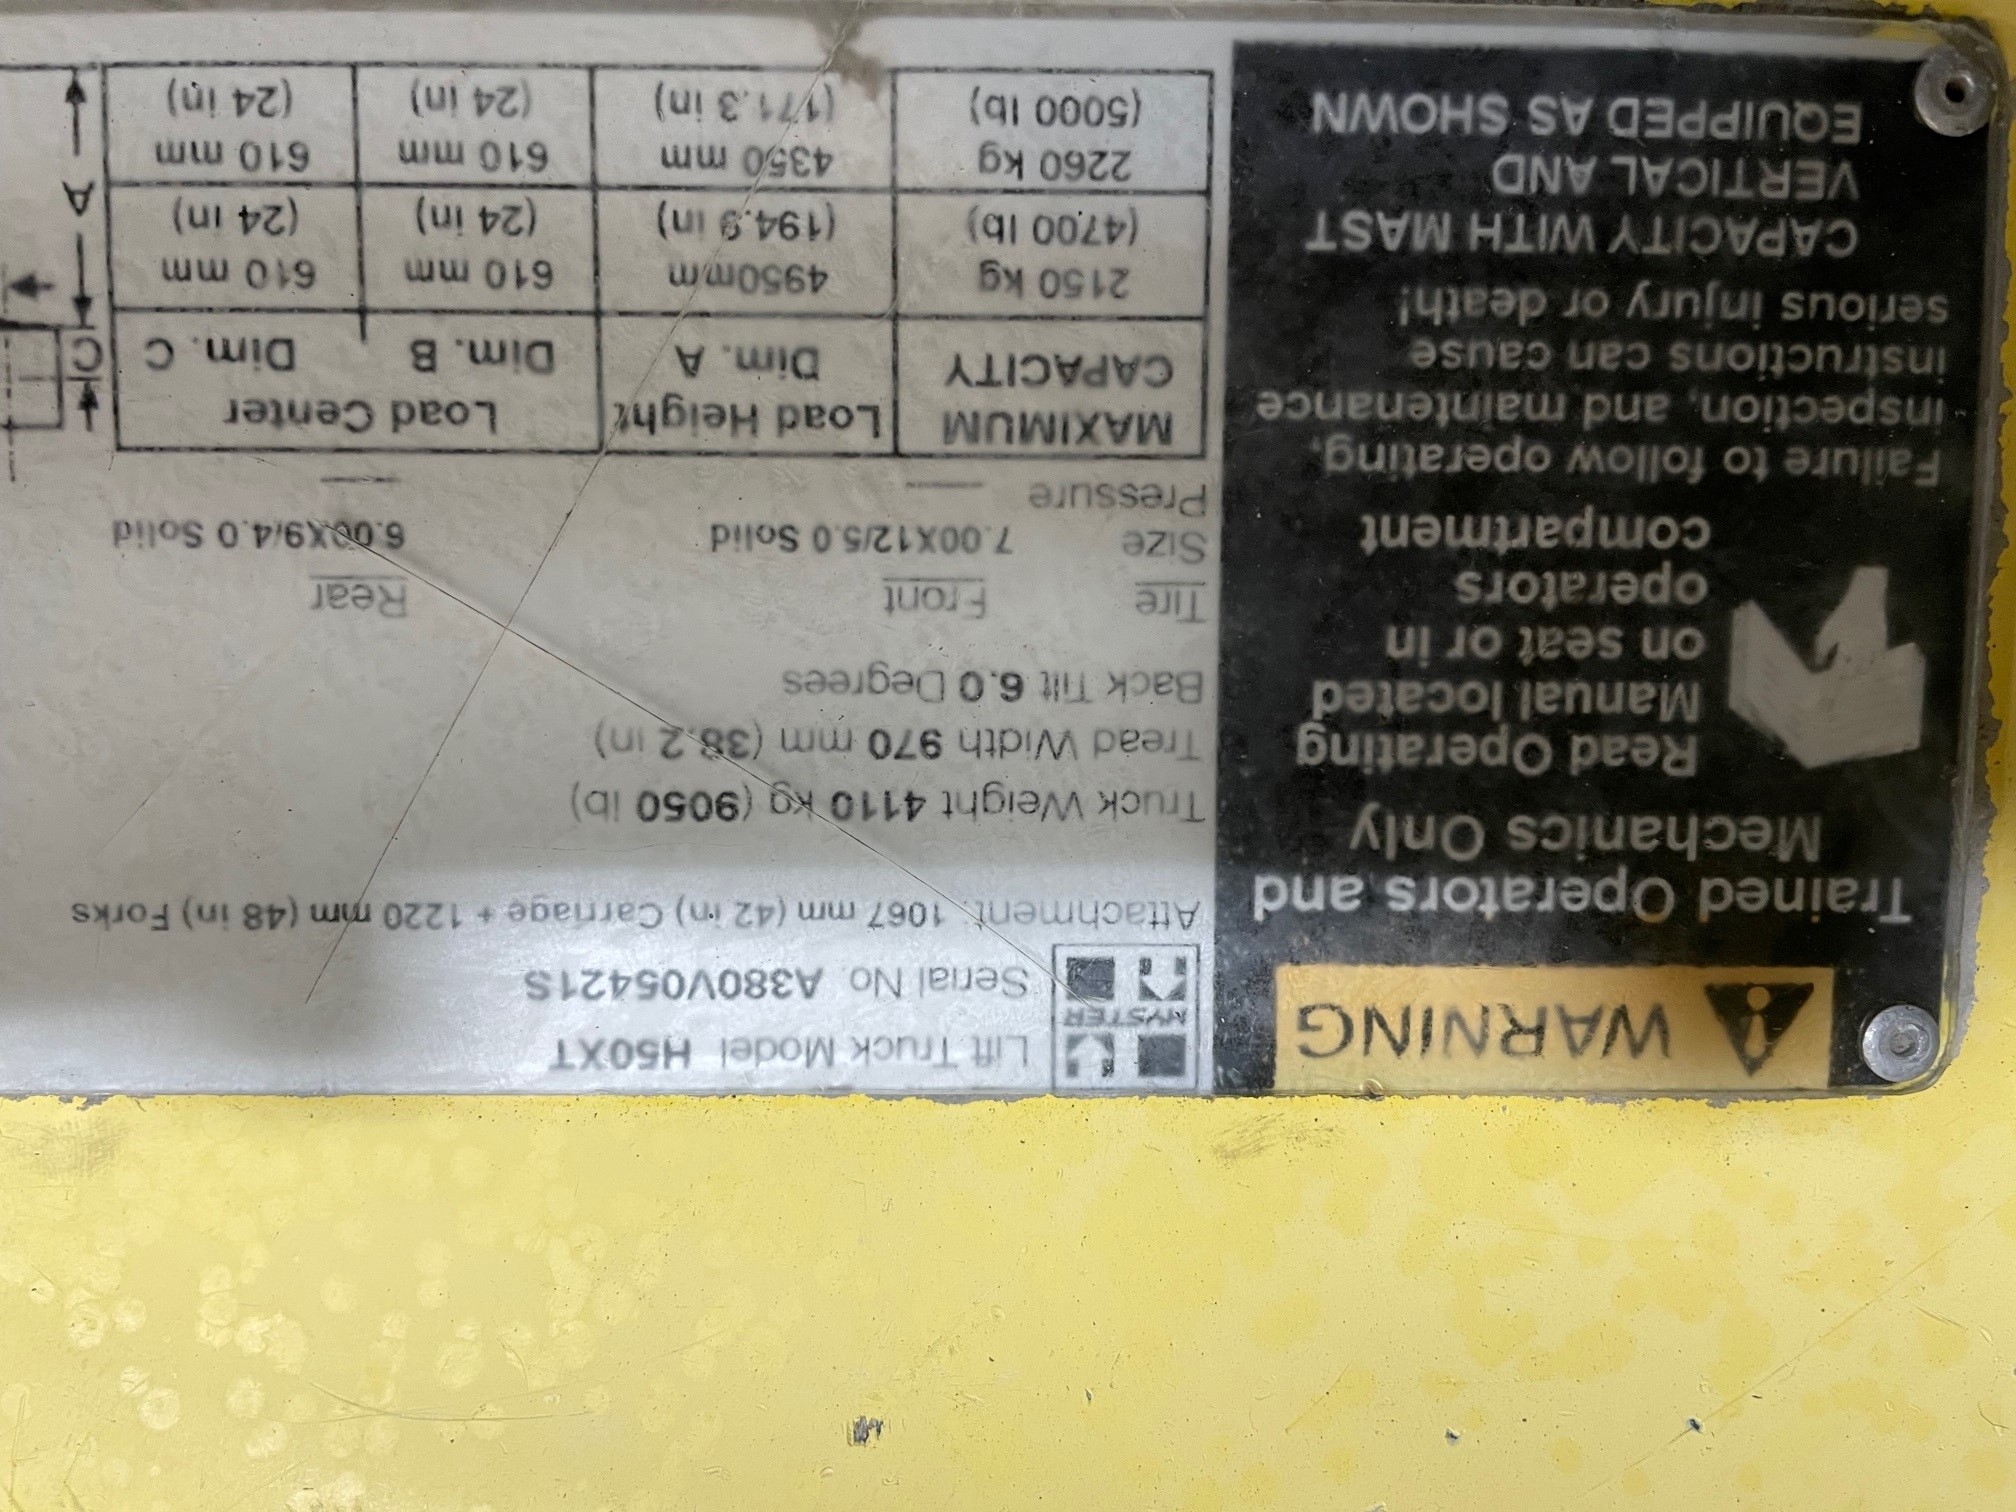 WARNING
Trained Operators and
Mechanics Only
Read Operating
Manual located
on seat or in
operators
compartment
Failure to follow operating,
inspection, and maintenance
instructions can cause
serious injury or death!
CAPACITY WITH MAST
VERTICAL AND
EQUIPPED AS SHOWN
HYSTER
Lift Truck Model H50XT
Serial No. A380V05421S
Attachment: 1067 mm (42 in) Carriage + 1220 mm (48 in) Forks
Truck Weight 4110 kg (9050 lb)
Tread Width 970 mm (38.2 in)
Back Tilt 6.0 Degrees
Tire Front Rear
Size 7.00X12/5.0 Solid 6.00X9/4.0 Solid
Pressure — —
MAXIMUM CAPACITY Load Height Dim. A Load Center Dim. B Dim. C
2150 kg 4950mm 610 mm 610 mm
(4700 lb) (194.9 in) (24 in) (24 in)
2260 kg 4350 mm 610 mm 610 mm
(5000 lb) (171.3 in) (24 in) (24 in)
C
A